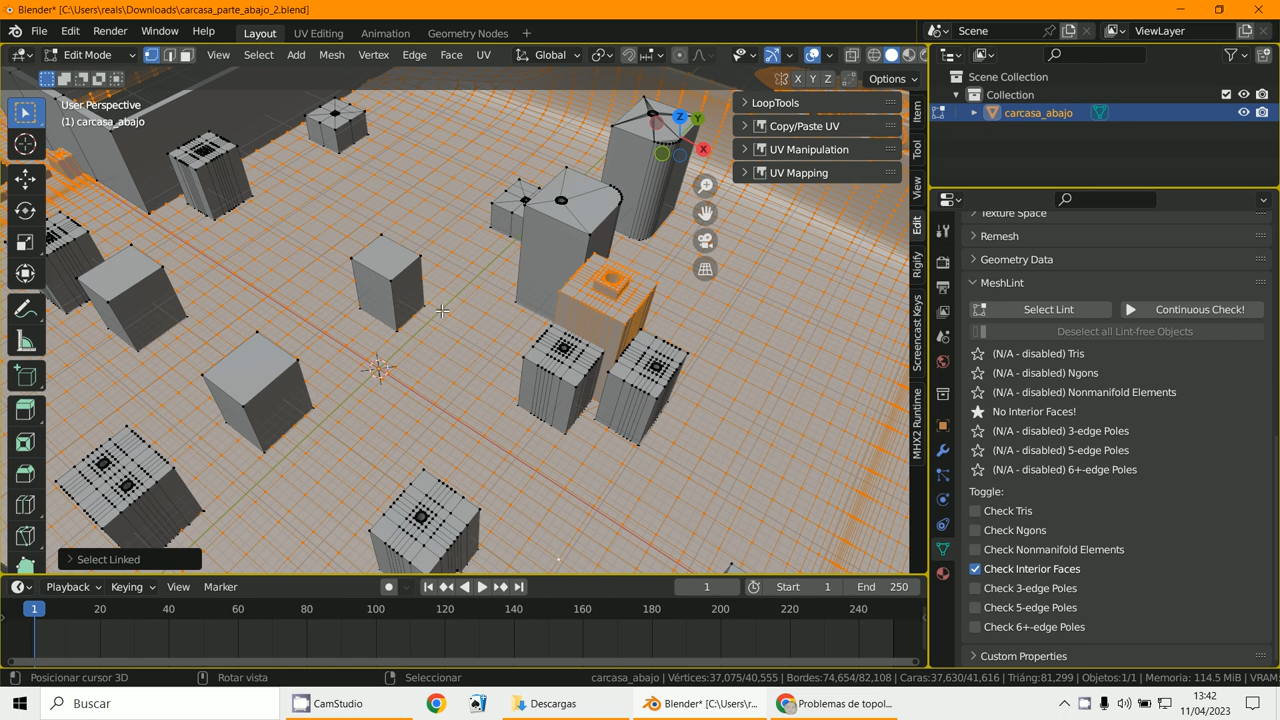 Blender* [C:\Users\reals\Downloads\carcasa_parte_abajo_2.blend]
File Edit Render Window Help Layout UV Editing Animation Geometry Nodes + Scene ViewLayer
Edit Mode View Select Add Mesh Vertex Edge Face UV Global
X Y Z Options
User Perspective
(1) carcasa_abajo
LoopTools
Copy/Paste UV
UV Manipulation
UV Mapping
Z
Y
X
Item
Tool
View
Edit
Rigify
Screencast Keys
MHX2 Runtime
Select Linked
Scene Collection
Collection
carcasa_abajo
Texture Space
Remesh
Geometry Data
MeshLint
Select Lint Continuous Check!
Deselect all Lint-free Objects
(N/A - disabled) Tris
(N/A - disabled) Ngons
(N/A - disabled) Nonmanifold Elements
No Interior Faces!
(N/A - disabled) 3-edge Poles
(N/A - disabled) 5-edge Poles
(N/A - disabled) 6+-edge Poles
Toggle:
Check Tris
Check Ngons
Check Nonmanifold Elements
Check Interior Faces
Check 3-edge Poles
Check 5-edge Poles
Check 6+-edge Poles
Custom Properties
Playback Keying View Marker 1 Start 1 End 250
1 20 40 60 80 100 120 140 160 180 200 220 240
Posicionar cursor 3D Rotar vista Seleccionar carcasa_abajo | Vértices:37,075/40,555 | Bordes:74,654/82,108 | Caras:37,630/41,616 | Triáng:81,299 | Objetos:1/1 | Memoria: 114.5 MiB | VRAM:
Buscar CamStudio Descargas Blender* [C:\Users\r... Problemas de topol... 13:42
11/04/2023